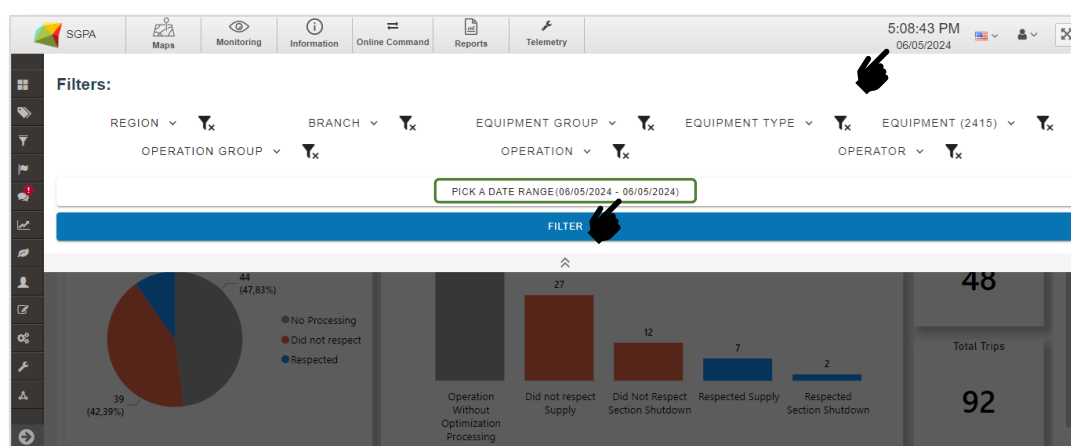 SGPA
Maps
Monitoring
Information
Online Command
Reports
Telemetry
5:08:43 PM
06/05/2024
Filters:
REGION
BRANCH
EQUIPMENT GROUP
EQUIPMENT TYPE
EQUIPMENT (2415)
OPERATION GROUP
OPERATION
OPERATOR
PICK A DATE RANGE(06/05/2024 - 06/05/2024)
FILTER
44
(47,83%)
39
(42,39%)
No Processing
Did not respect
Respected
27
12
7
2
Operation
Without
Optimization
Processing
Did not respect
Supply
Did Not Respect
Section Shutdown
Respected Supply
Respected
Section Shutdown
48
Total Trips
92